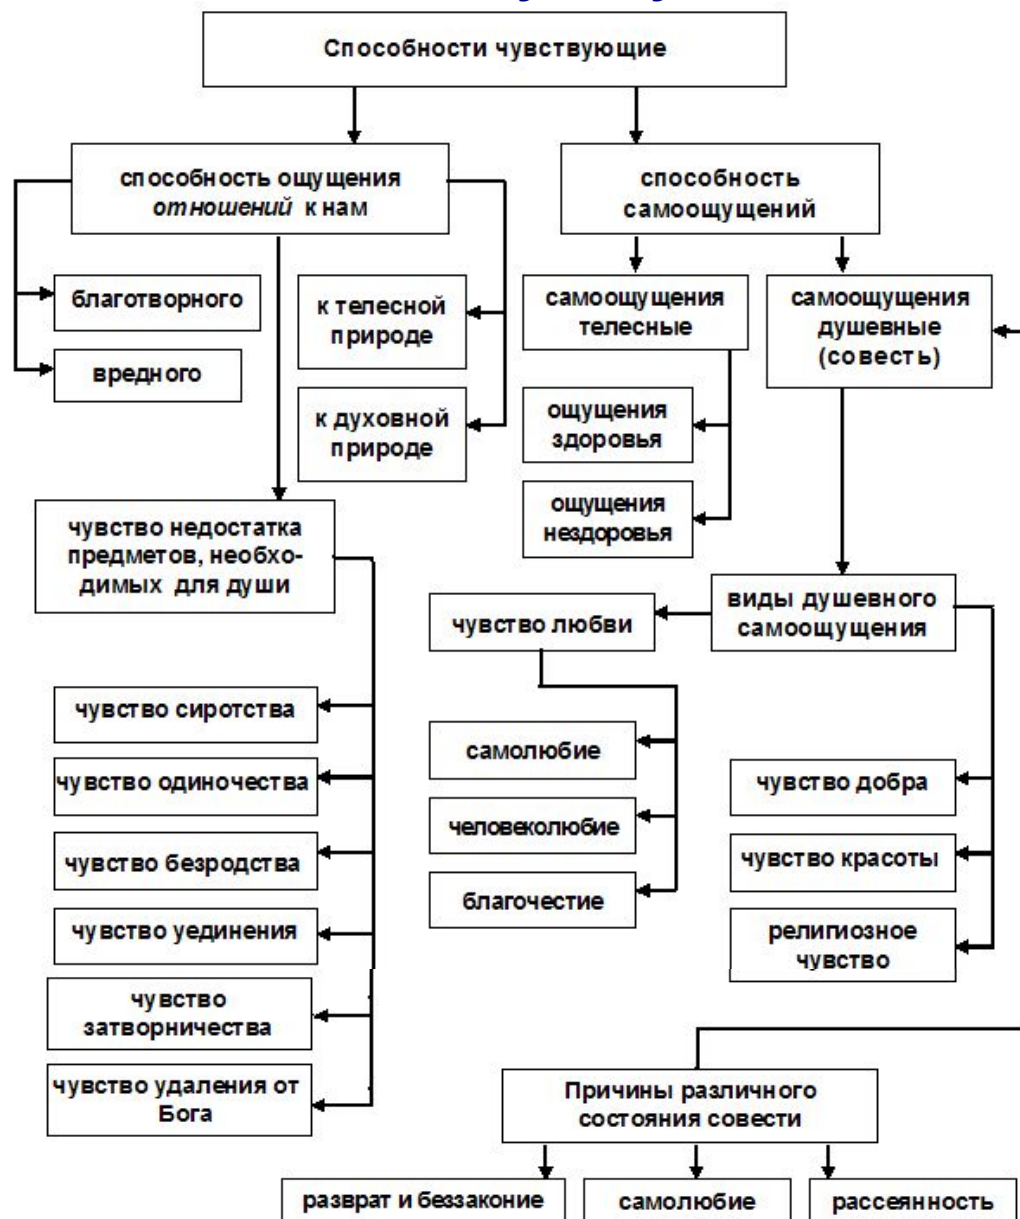 Способности чувствующие
способность ощущения
отношений к нам
способность
самоощущений
благотворного
вредного
к телесной
природе
к духовной
природе
самоощущения
телесные
самоощущения
душевные
(совесть)
ощущения
здоровья
ощущения
нездоровья
чувство недостатка
предметов, необхо-
димых для души
чувство любви
виды душевного
самоощущения
чувство сиротства
чувство одиночества
чувство безродства
чувство уединения
чувство
затворничества
чувство удаления от
Бога
самолюбие
человеколюбие
благочестие
чувство добра
чувство красоты
религиозное
чувство
Причины различного
состояния совести
разврат и беззаконие
самолюбие
рассеянность